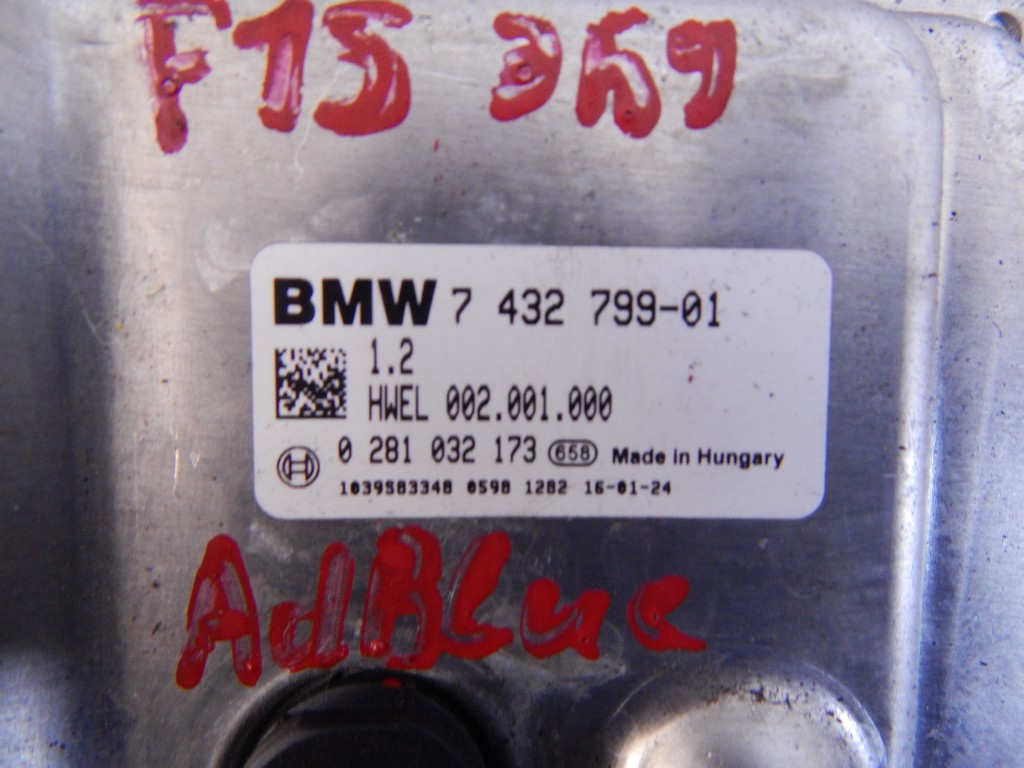 F15 359
BMW 7 432 799-01
1.2
HWEL 002.001.000
0 281 032 173 658 Made in Hungary
1039S83348 0598 1282 16-01-24
AdBlue